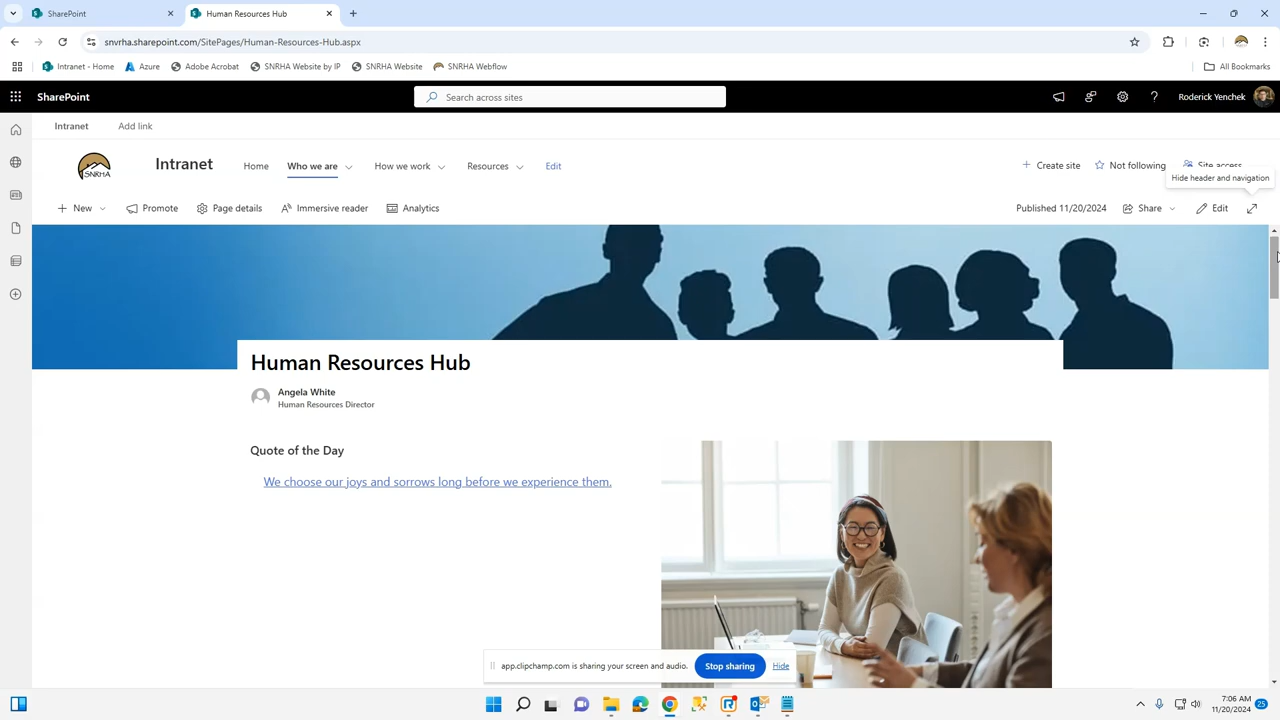 SharePoint
Human Resources Hub
snvrha.sharepoint.com/SitePages/Human-Resources-Hub.aspx
Intranet - Home
Azure
Adobe Acrobat
SNRHA Website by IP
SNRHA Website
SNRHA Webflow
All Bookmarks
SharePoint
Search across sites
Roderick Yenchek
Intranet
Add link
SNRHA
Intranet
Home
Who we are
How we work
Resources
Edit
Create site
Not following
Site access
Hide header and navigation
New
Promote
Page details
Immersive reader
Analytics
Published 11/20/2024
Share
Edit
Human Resources Hub
Angela White
Human Resources Director
Quote of the Day
We choose our joys and sorrows long before we experience them.
app.clipchamp.com is sharing your screen and audio.
Stop sharing
Hide
7:06 AM
11/20/2024
25